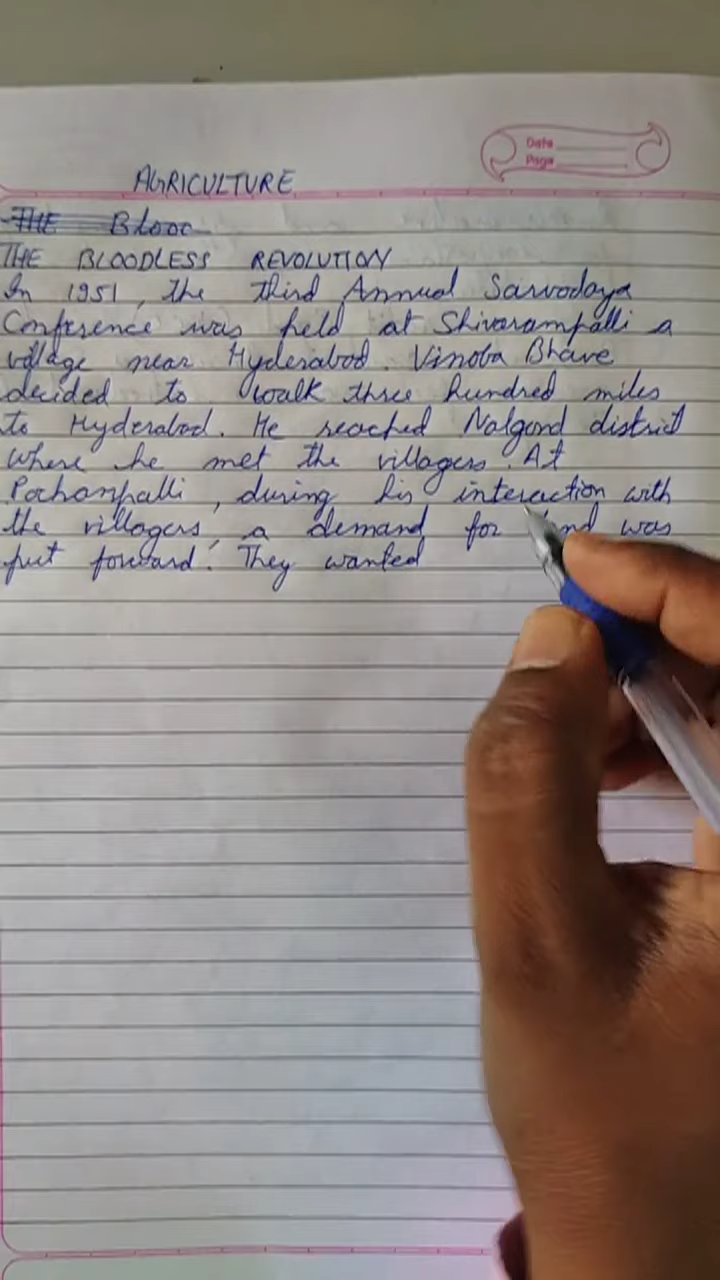 Date
Page
AGRICULTURE
THE Blooc
THE BLOODLESS REVOLUTION
In 1951, the third Annual Sarvodaya
Conference was held at Shivarampalli a
village near Hyderabad. Vinoba Bhave
decided to walk three hundred miles
to Hyderabad. He reached Nalgond district
where he met the villagers. At
Pochampalli, during his interaction with
the villagers, a demand for was
put forward. They wanted